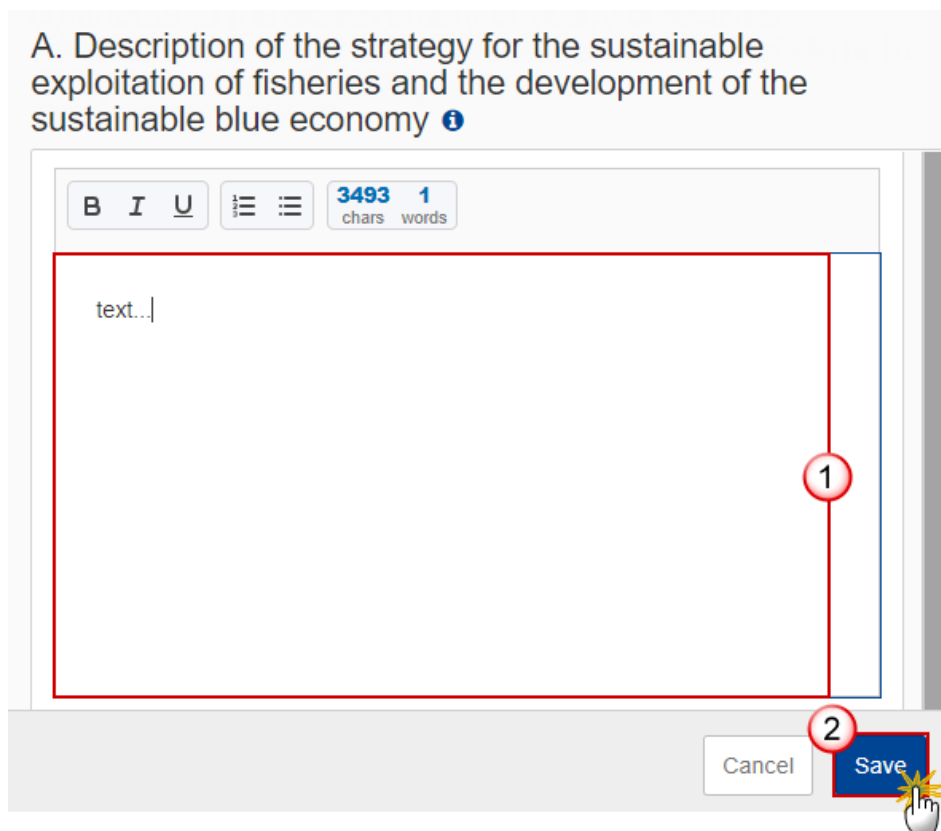 A. Description of the strategy for the sustainable
exploitation of fisheries and the development of the
sustainable blue economy
B I U 3493 1
chars words
text...
1
2
Cancel Save